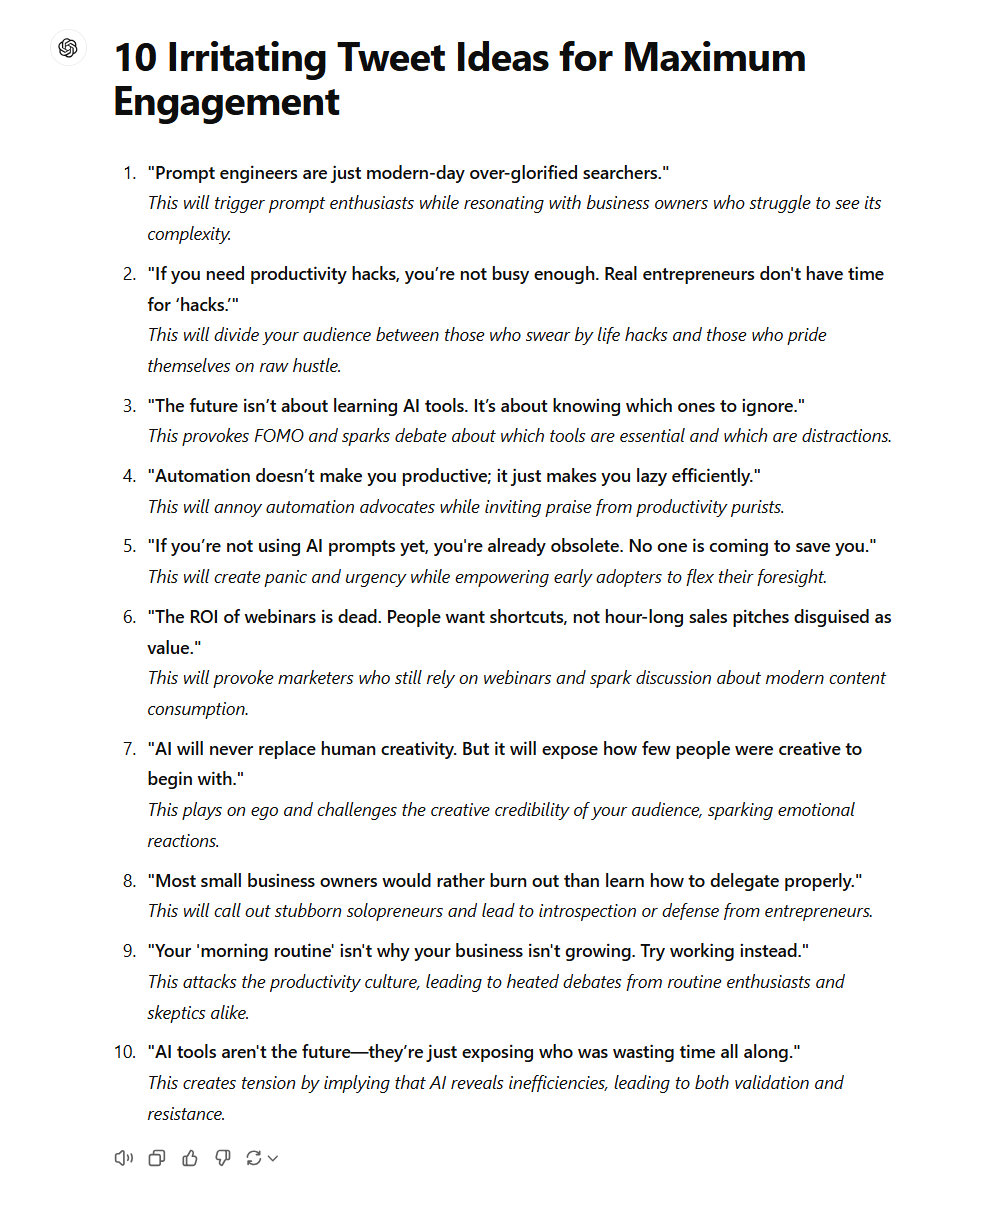 10 Irritating Tweet Ideas for Maximum
Engagement
1. "Prompt engineers are just modern-day over-glorified searchers."
This will trigger prompt enthusiasts while resonating with business owners who struggle to see its
complexity.
2. "If you need productivity hacks, you’re not busy enough. Real entrepreneurs don't have time
for ‘hacks.’"
This will divide your audience between those who swear by life hacks and those who pride
themselves on raw hustle.
3. "The future isn’t about learning AI tools. It’s about knowing which ones to ignore."
This provokes FOMO and sparks debate about which tools are essential and which are distractions.
4. "Automation doesn’t make you productive; it just makes you lazy efficiently."
This will annoy automation advocates while inviting praise from productivity purists.
5. "If you’re not using AI prompts yet, you're already obsolete. No one is coming to save you."
This will create panic and urgency while empowering early adopters to flex their foresight.
6. "The ROI of webinars is dead. People want shortcuts, not hour-long sales pitches disguised as
value."
This will provoke marketers who still rely on webinars and spark discussion about modern content
consumption.
7. "AI will never replace human creativity. But it will expose how few people were creative to
begin with."
This plays on ego and challenges the creative credibility of your audience, sparking emotional
reactions.
8. "Most small business owners would rather burn out than learn how to delegate properly."
This will call out stubborn solopreneurs and lead to introspection or defense from entrepreneurs.
9. "Your 'morning routine' isn't why your business isn't growing. Try working instead."
This attacks the productivity culture, leading to heated debates from routine enthusiasts and
skeptics alike.
10. "AI tools aren't the future—they’re just exposing who was wasting time all along."
This creates tension by implying that AI reveals inefficiencies, leading to both validation and
resistance.